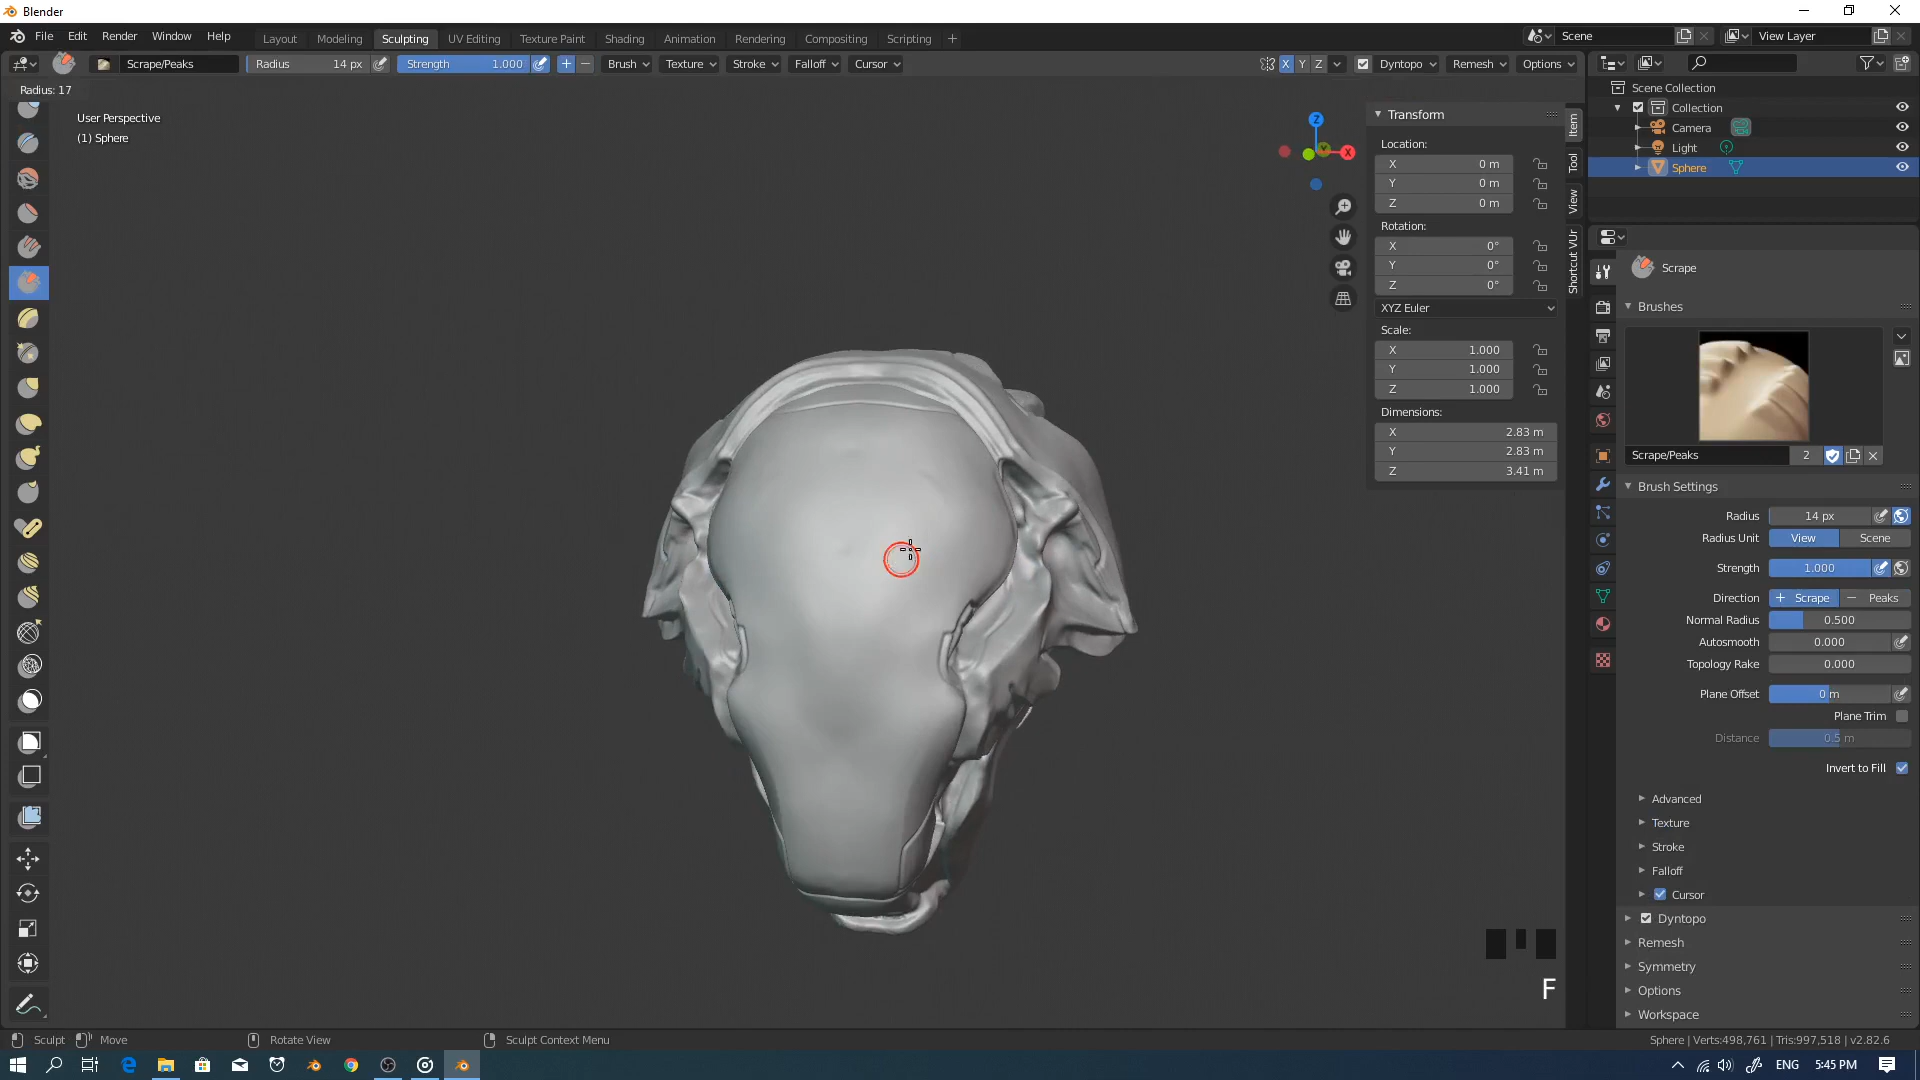 Blender
File Edit Render Window Help
Layout Modeling Sculpting UV Editing Texture Paint Shading Animation Rendering Compositing Scripting
Scene
View Layer
Scrape/Peaks
Radius 14 px
Strength 1.000
Brush Texture Stroke Falloff Cursor
X Y Z
Dyntopo Remesh Options
Radius: 17
User Perspective
(1) Sphere
Z
Y
X
Transform
Location:
X 0 m
Y 0 m
Z 0 m
Rotation:
X 0°
Y 0°
Z 0°
XYZ Euler
Scale:
X 1.000
Y 1.000
Z 1.000
Dimensions:
X 2.83 m
Y 2.83 m
Z 3.41 m
Item
Tool
View
Shortcut VUr
Scene Collection
Collection
Camera
Light
Sphere
Scrape
Brushes
Scrape/Peaks 2
Brush Settings
Radius 14 px
Radius Unit View Scene
Strength 1.000
Direction + Scrape − Peaks
Normal Radius 0.500
Autosmooth 0.000
Topology Rake 0.000
Plane Offset 0 m
Plane Trim
Distance 0.5 m
Invert to Fill
Advanced
Texture
Stroke
Falloff
Cursor
Dyntopo
Remesh
Symmetry
Options
Workspace
F
Sculpt Move Rotate View Sculpt Context Menu
Sphere | Verts:498,761 | Tris:997,518 | v2.82.6
ENG 5:45 PM